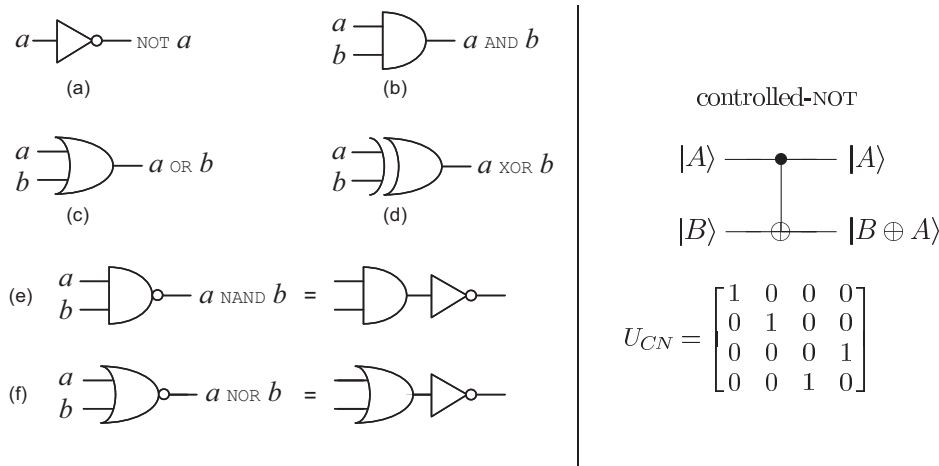 a NOT a
(a)
a b a AND b
(b)
a b a OR b
(c)
a b a XOR b
(d)
(e) a b a NAND b =
(f) a b a NOR b =
controlled-NOT
|A⟩ |A⟩
|B⟩ |B ⊕ A⟩
U_CN = [1 0 0 0
0 1 0 0
0 0 0 1
0 0 1 0]